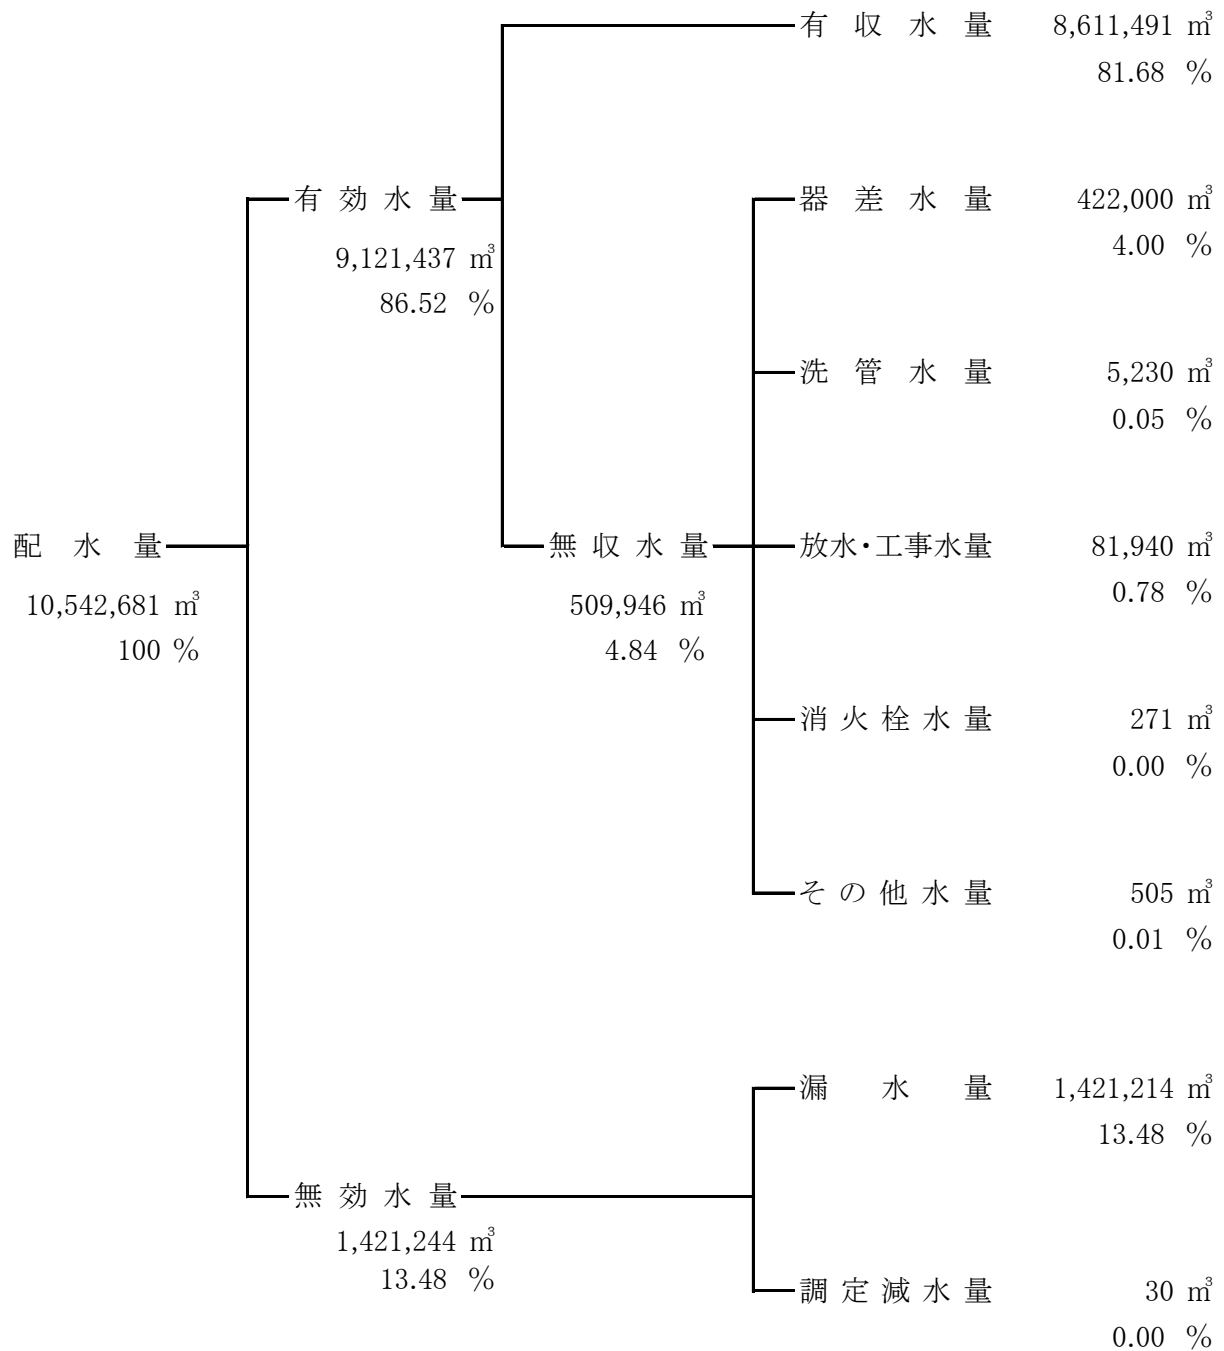 有収水量 8,611,491 ㎥
81.68 %
有効水量 器差水量 422,000 ㎥
9,121,437 ㎥ 4.00 %
86.52 %
洗管水量 5,230 ㎥
0.05 %
配水量 無収水量 放水・工事水量 81,940 ㎥
10,542,681 ㎥ 509,946 ㎥ 0.78 %
100 % 4.84 %
消火栓水量 271 ㎥
0.00 %
その他水量 505 ㎥
0.01 %
漏水量 1,421,214 ㎥
13.48 %
無効水量
1,421,244 ㎥
13.48 %
調定減水量 30 ㎥
0.00 %